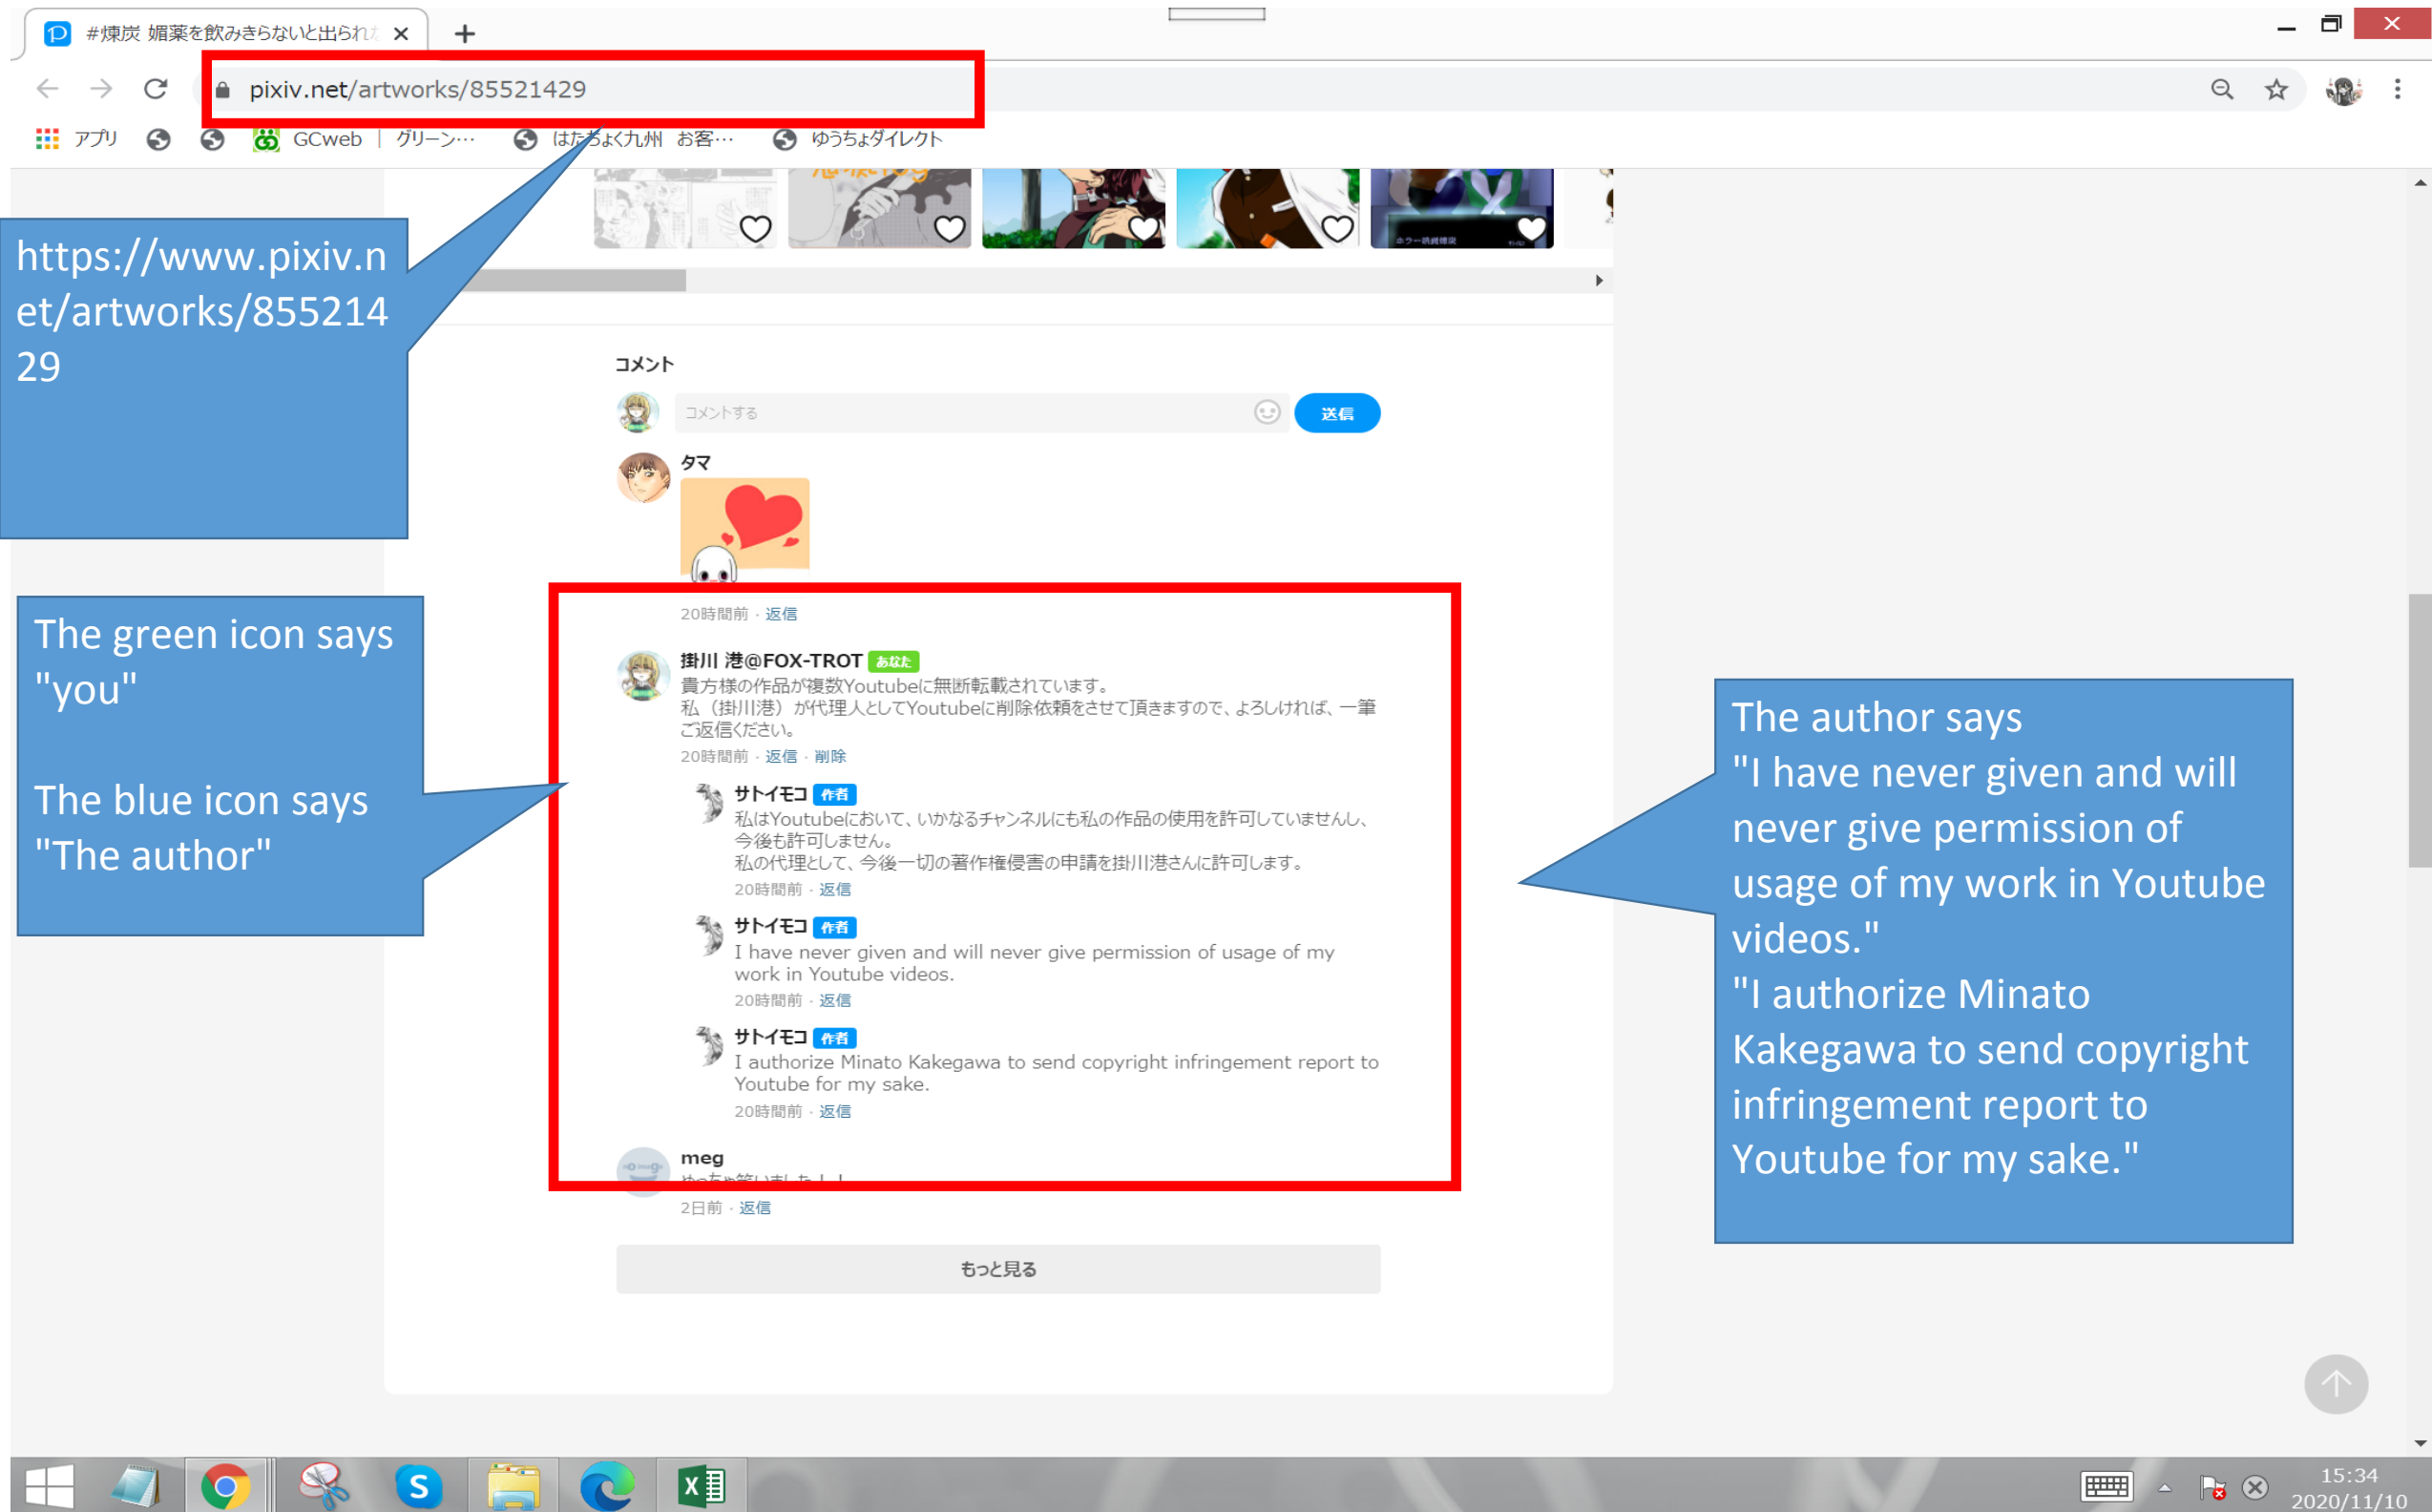 #煉炭 媚薬を飲みきらないと出られな
pixiv.net/artworks/85521429
アプリ
GCweb | グリーン…
はたちょく九州 お客…
ゆうちょダイレクト
https://www.pixiv.n
et/artworks/855214
29
コメント
コメントする
送信
タマ
20時間前 · 返信
The green icon says
"you"
The blue icon says
"The author"
掛川 港@FOX-TROT あなた
貴方様の作品が複数Youtubeに無断転載されています。
私（掛川港）が代理人としてYoutubeに削除依頼をさせて頂きますので、よろしければ、一筆
ご返信ください。
20時間前 · 返信 · 削除
サトイモコ 作者
私はYoutubeにおいて、いかなるチャンネルにも私の作品の使用を許可していませんし、
今後も許可しません。
私の代理として、今後一切の著作権侵害の申請を掛川港さんに許可します。
20時間前 · 返信
サトイモコ 作者
I have never given and will never give permission of usage of my
work in Youtube videos.
20時間前 · 返信
サトイモコ 作者
I authorize Minato Kakegawa to send copyright infringement report to
Youtube for my sake.
20時間前 · 返信
The author says
"I have never given and will
never give permission of
usage of my work in Youtube
videos."
"I authorize Minato
Kakegawa to send copyright
infringement report to
Youtube for my sake."
meg
めっちゃ笑いました！！
2日前 · 返信
もっと見る
15:34
2020/11/10